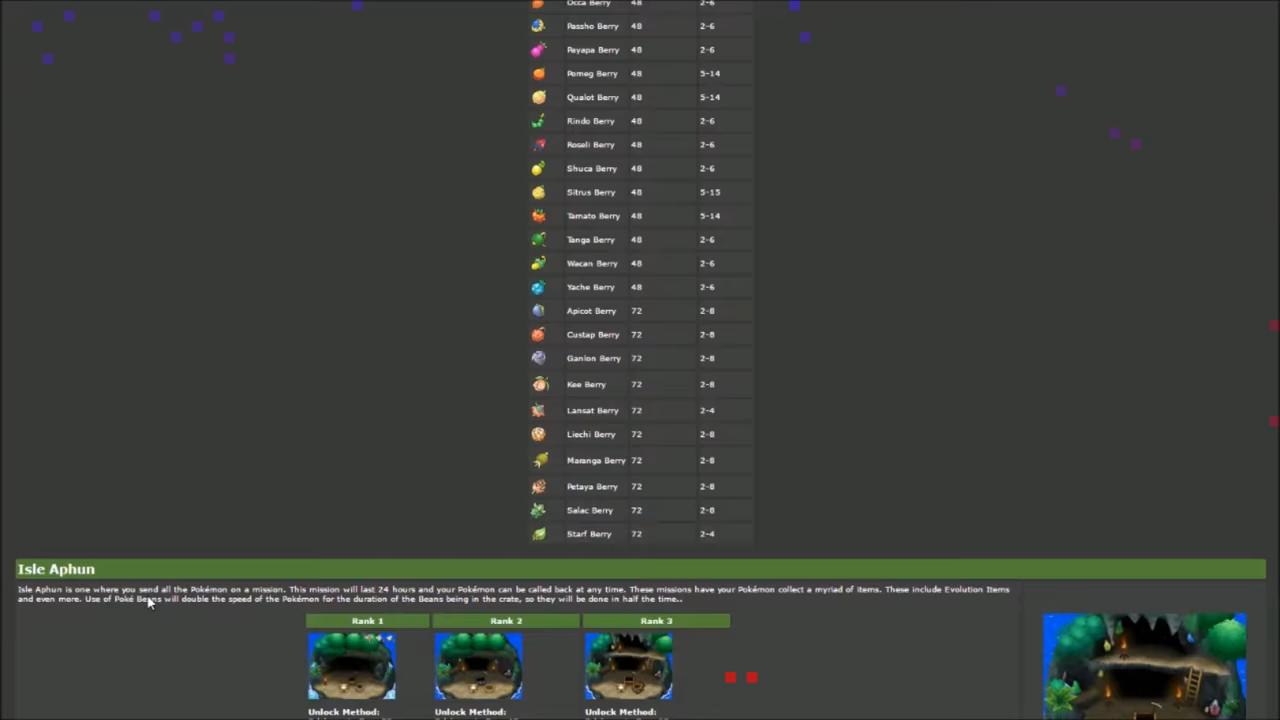 Occa Berry 48 2-6
Passho Berry 48 2-6
Payapa Berry 48 2-6
Pomeg Berry 48 5-14
Qualot Berry 48 5-14
Rindo Berry 48 2-6
Roseli Berry 48 2-6
Shuca Berry 48 2-6
Sitrus Berry 48 5-15
Tamato Berry 48 5-14
Tanga Berry 48 2-6
Wacan Berry 48 2-6
Yache Berry 48 2-6
Apicot Berry 72 2-8
Custap Berry 72 2-8
Ganlon Berry 72 2-8
Kee Berry 72 2-8
Lansat Berry 72 2-4
Liechi Berry 72 2-8
Maranga Berry 72 2-8
Petaya Berry 72 2-8
Salac Berry 72 2-8
Starf Berry 72 2-4
Isle Aphun
Isle Aphun is one where you send all the Pokémon on a mission. This mission will last 24 hours and your Pokémon can be called back at any time. These missions have your Pokémon collect a myriad of items. These include Evolution Items
and even more. Use of Poké Beans will double the speed of the Pokémon for the duration of the Beans being in the crate, so they will be done in half the time..
Rank 1 Rank 2 Rank 3
Unlock Method: Unlock Method: Unlock Method: